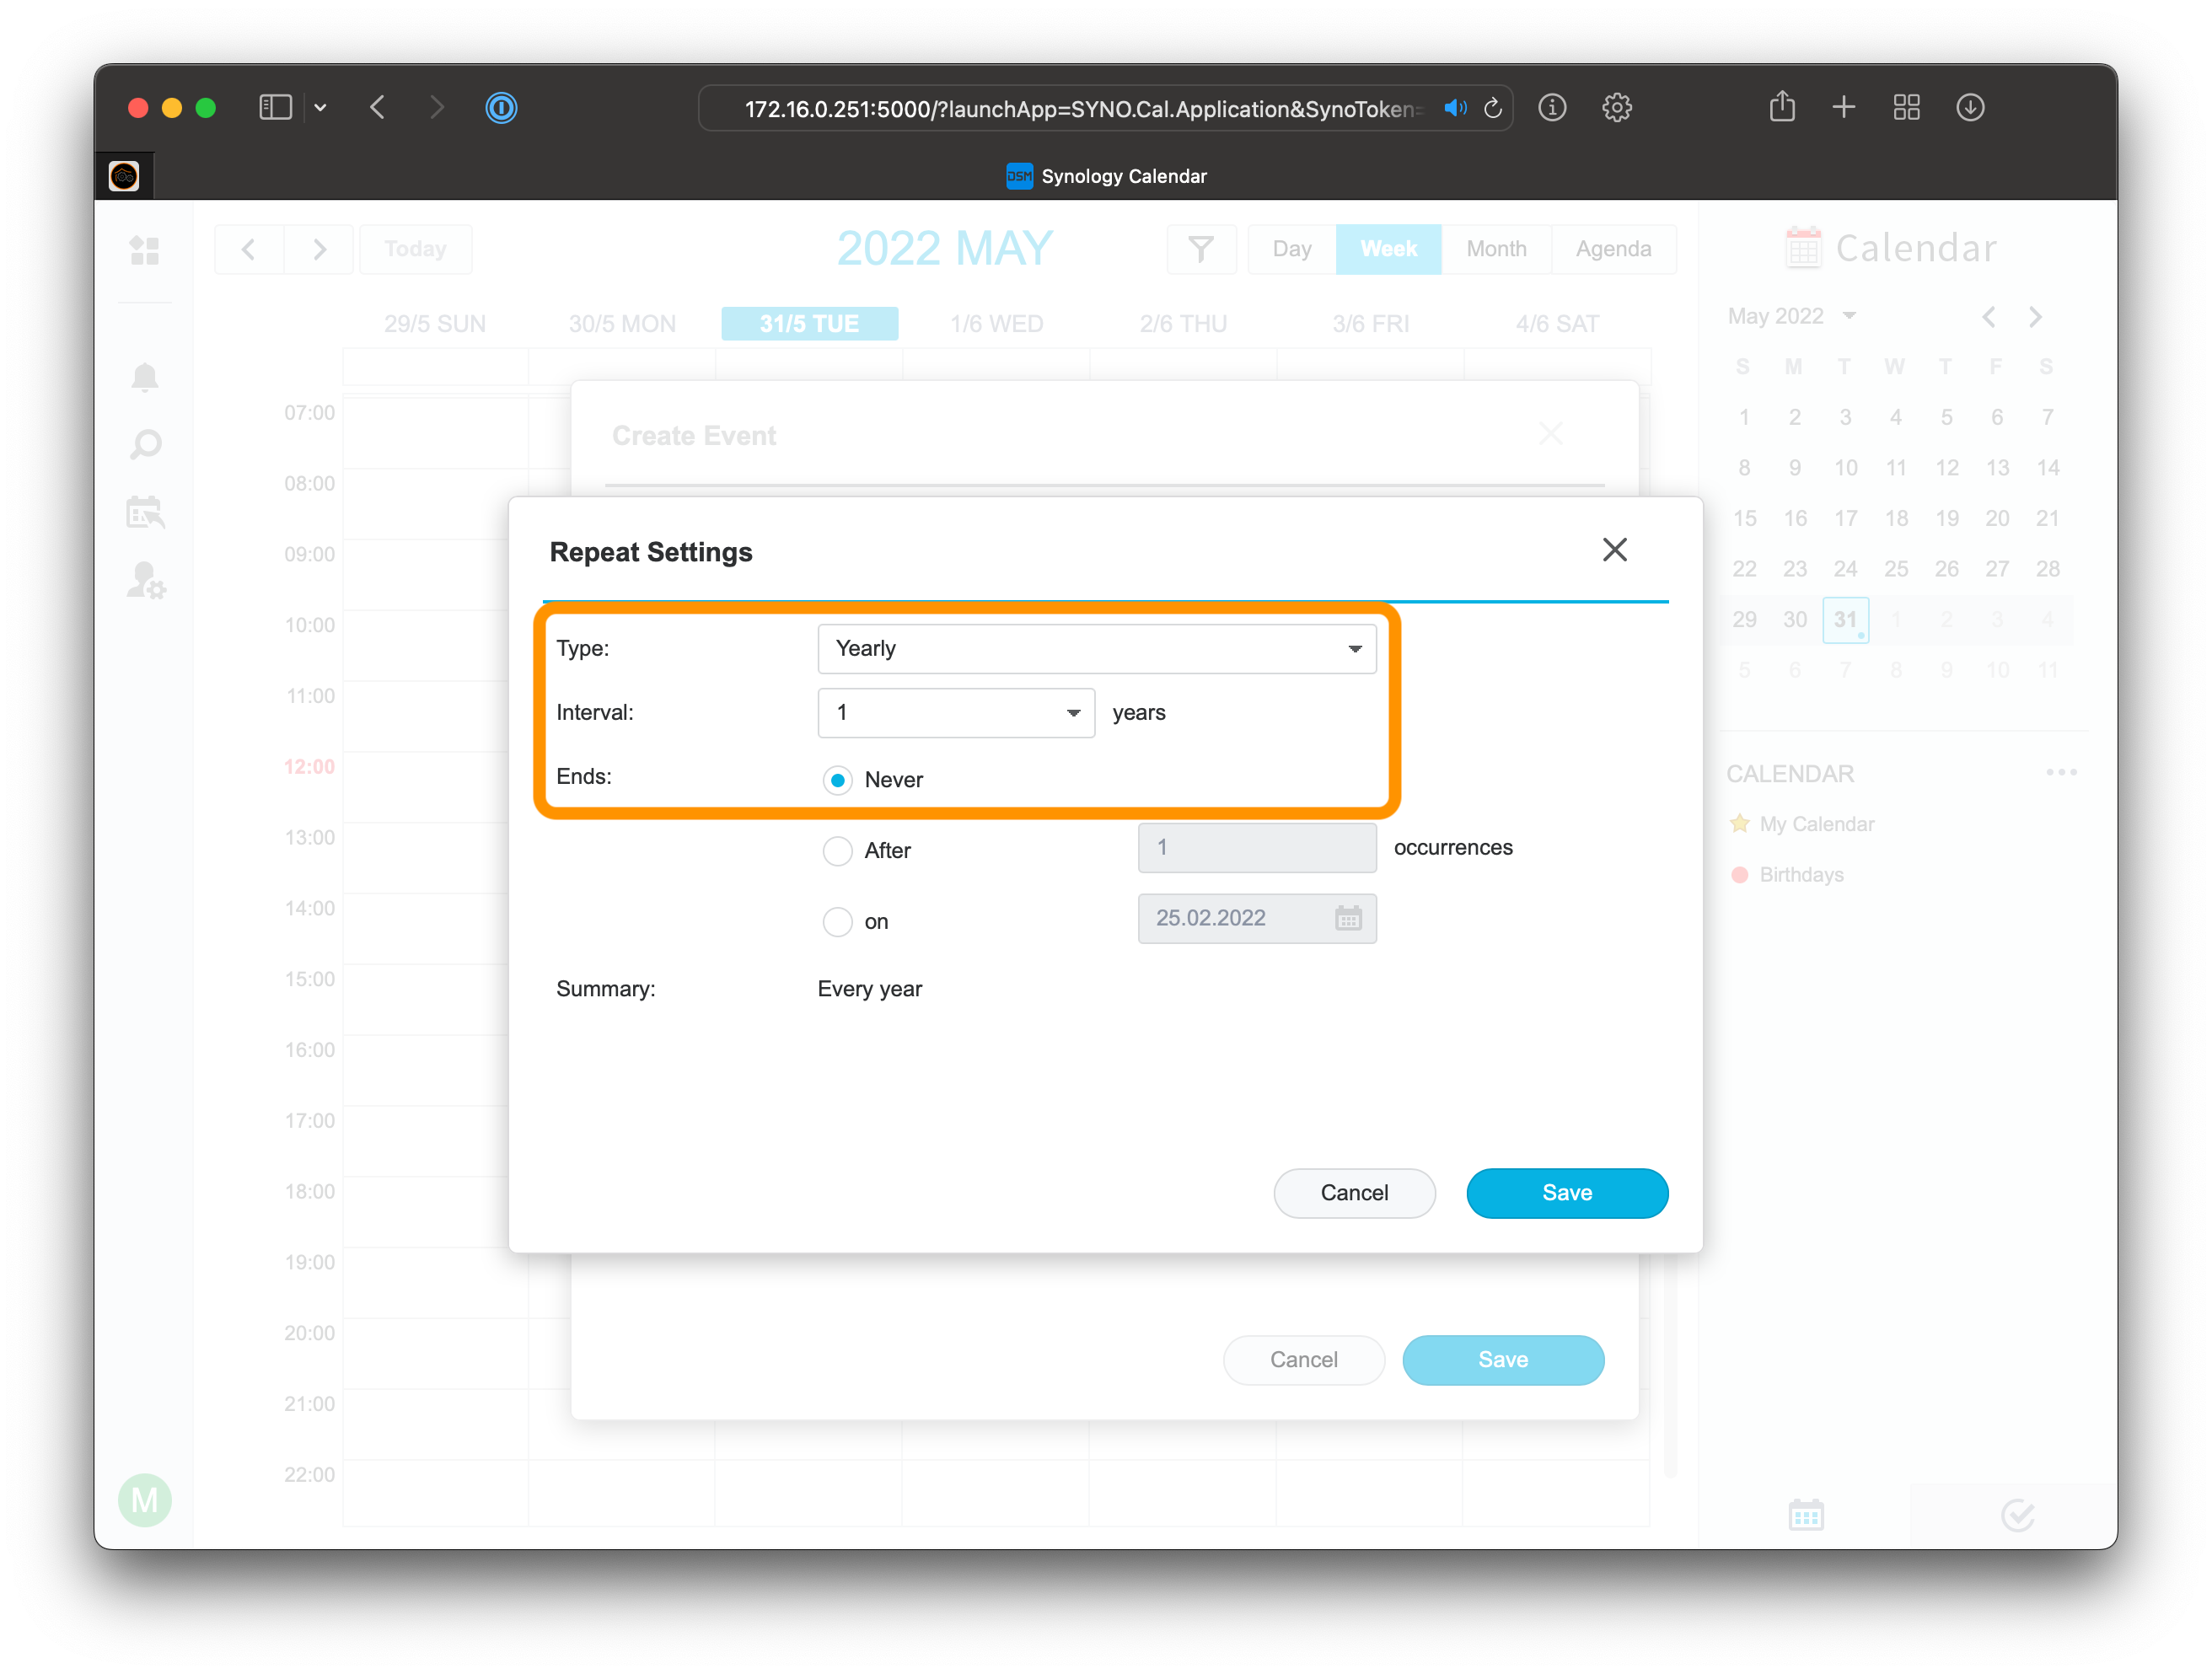 172.16.0.251:5000/?launchApp=SYNO.Cal.Application&SynoToken=
DSM Synology Calendar
Today
2022 MAY
Day Week Month Agenda
Calendar
29/5 SUN 30/5 MON 31/5 TUE 1/6 WED 2/6 THU 3/6 FRI 4/6 SAT
May 2022
S M T W T F S
1 2 3 4 5 6 7
8 9 10 11 12 13 14
15 16 17 18 19 20 21
22 23 24 25 26 27 28
29 30 31 1 2 3 4
5 6 7 8 9 10 11
CALENDAR
My Calendar
Birthdays
07:00
08:00
09:00
10:00
11:00
12:00
13:00
14:00
15:00
16:00
17:00
18:00
19:00
20:00
21:00
22:00
Create Event
Repeat Settings
Type: Yearly
Interval: 1 years
Ends: Never
After 1 occurrences
on 25.02.2022
Summary: Every year
Cancel Save
Cancel Save
M